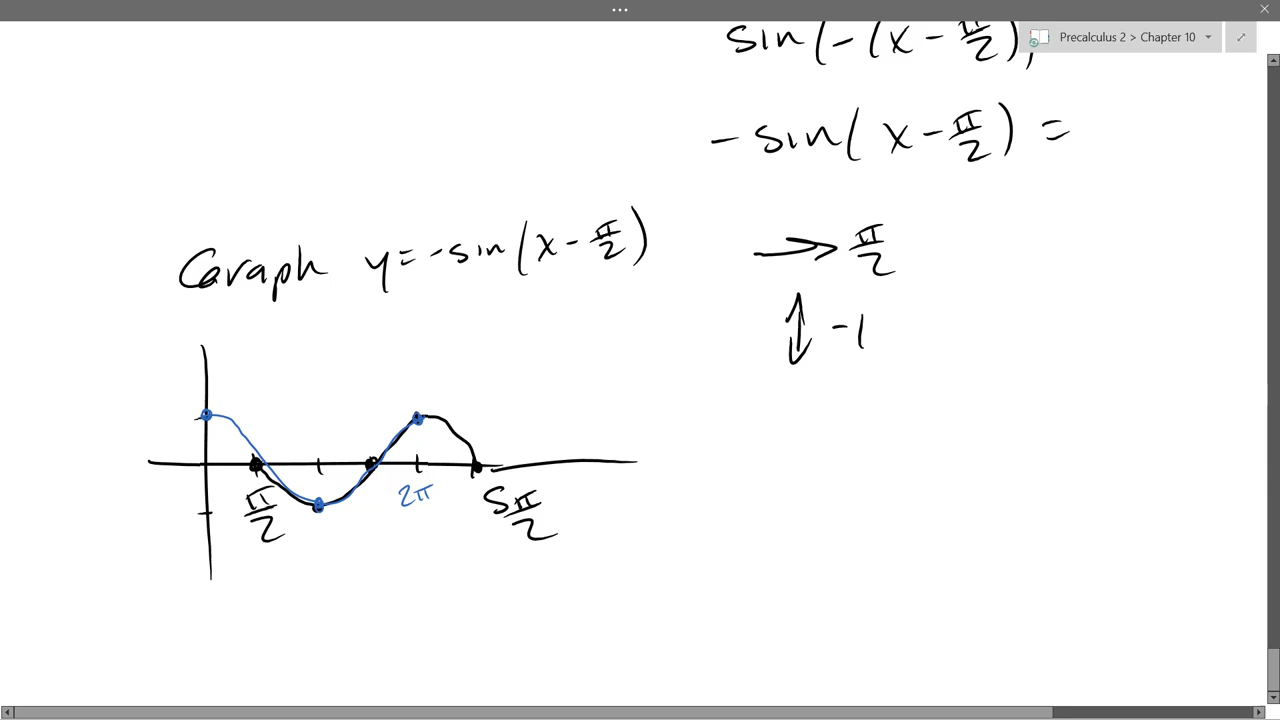 ...
sin(-(x-π/2),
Precalculus 2 > Chapter 10
-sin(x-π/2) =
Graph y=-sin(x-π/2)
→ π/2
↕ -1
π/2
2π
5π/2